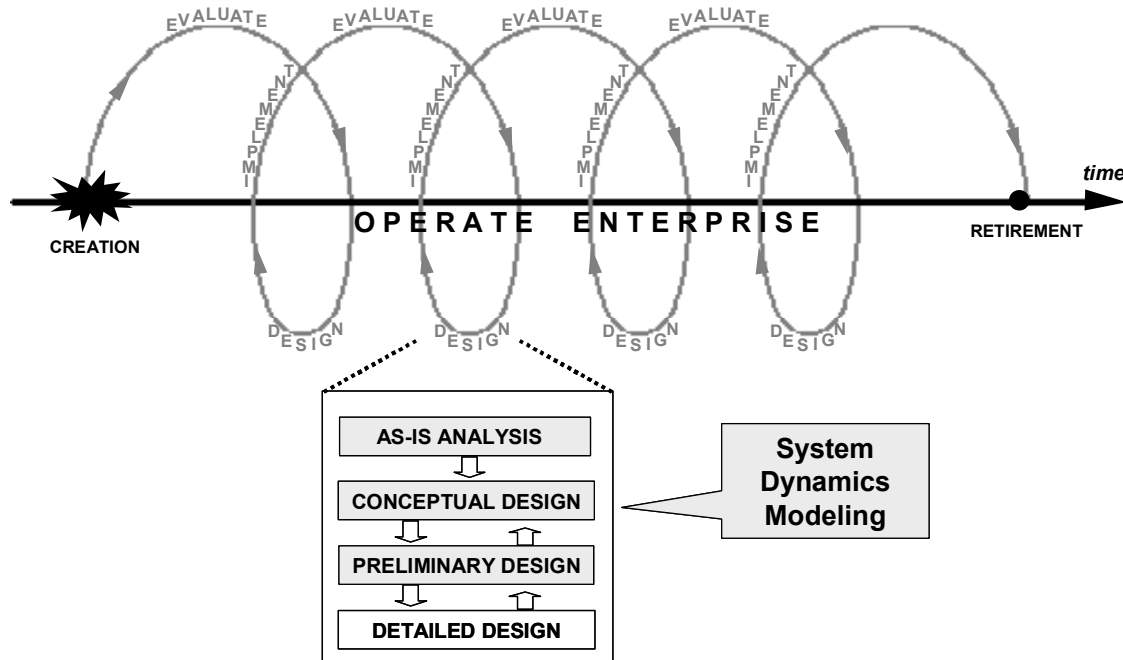 EVALUATE
EVALUATE
EVALUATE
EVALUATE
IMPLEMENT
IMPLEMENT
IMPLEMENT
IMPLEMENT
time
CREATION
OPERATE ENTERPRISE
RETIREMENT
DESIGN
DESIGN
DESIGN
DESIGN
AS-IS ANALYSIS
CONCEPTUAL DESIGN
PRELIMINARY DESIGN
DETAILED DESIGN
System
Dynamics
Modeling